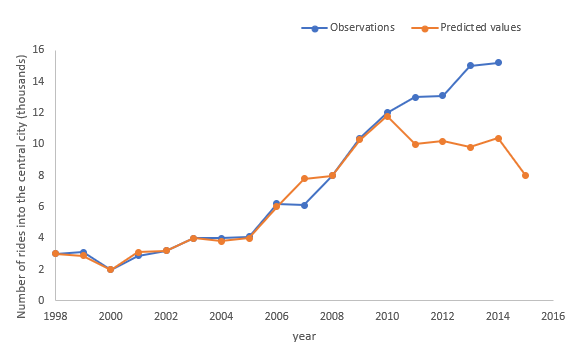 Observations Predicted values
Number of rides into the central city (thousands)
16
14
12
10
8
6
4
2
0
1998 2000 2002 2004 2006 2008 2010 2012 2014 2016
year